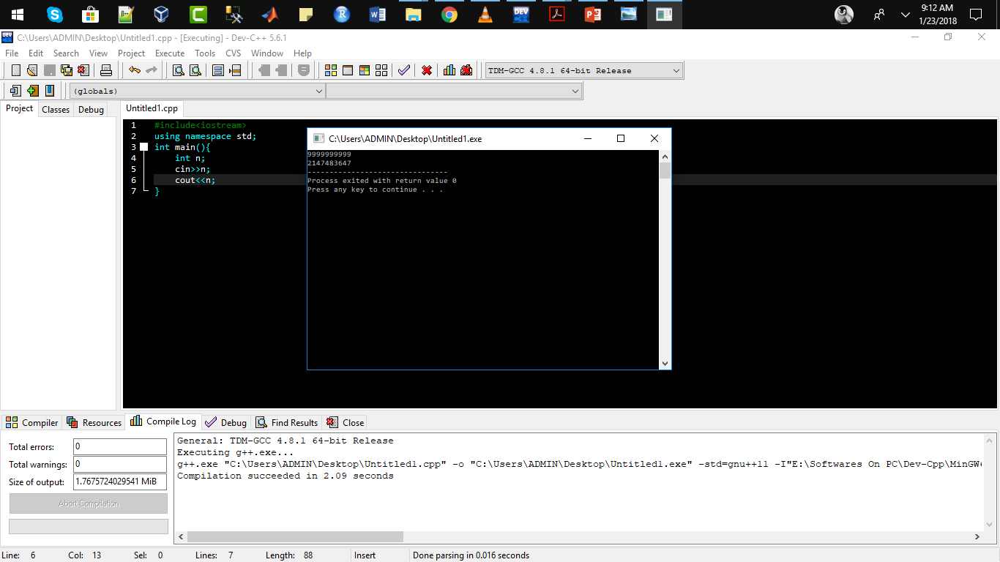 9:12 AM
1/23/2018
C:\Users\ADMIN\Desktop\Untitled1.cpp - [Executing] - Dev-C++ 5.6.1
File Edit Search View Project Execute Tools CVS Window Help
TDM-GCC 4.8.1 64-bit Release
(globals)
Project Classes Debug
Untitled1.cpp
1 #include<iostream>
2 using namespace std;
3 int main(){
4 int n;
5 cin>>n;
6 cout<<n;
7 }
C:\Users\ADMIN\Desktop\Untitled1.exe
9999999999
2147483647
--------------------------------
Process exited with return value 0
Press any key to continue . . .
Compiler Resources Compile Log Debug Find Results Close
Total errors: 0
Total warnings: 0
Size of output: 1.7675724029541 MiB
Abort Compilation
General: TDM-GCC 4.8.1 64-bit Release
Executing g++.exe...
g++.exe "C:\Users\ADMIN\Desktop\Untitled1.cpp" -o "C:\Users\ADMIN\Desktop\Untitled1.exe" -std=gnu++11 -I"E:\Softwares On PC\Dev-Cpp\MinGW
Compilation succeeded in 2.09 seconds
Line: 6 Col: 13 Sel: 0 Lines: 7 Length: 88 Insert Done parsing in 0.016 seconds